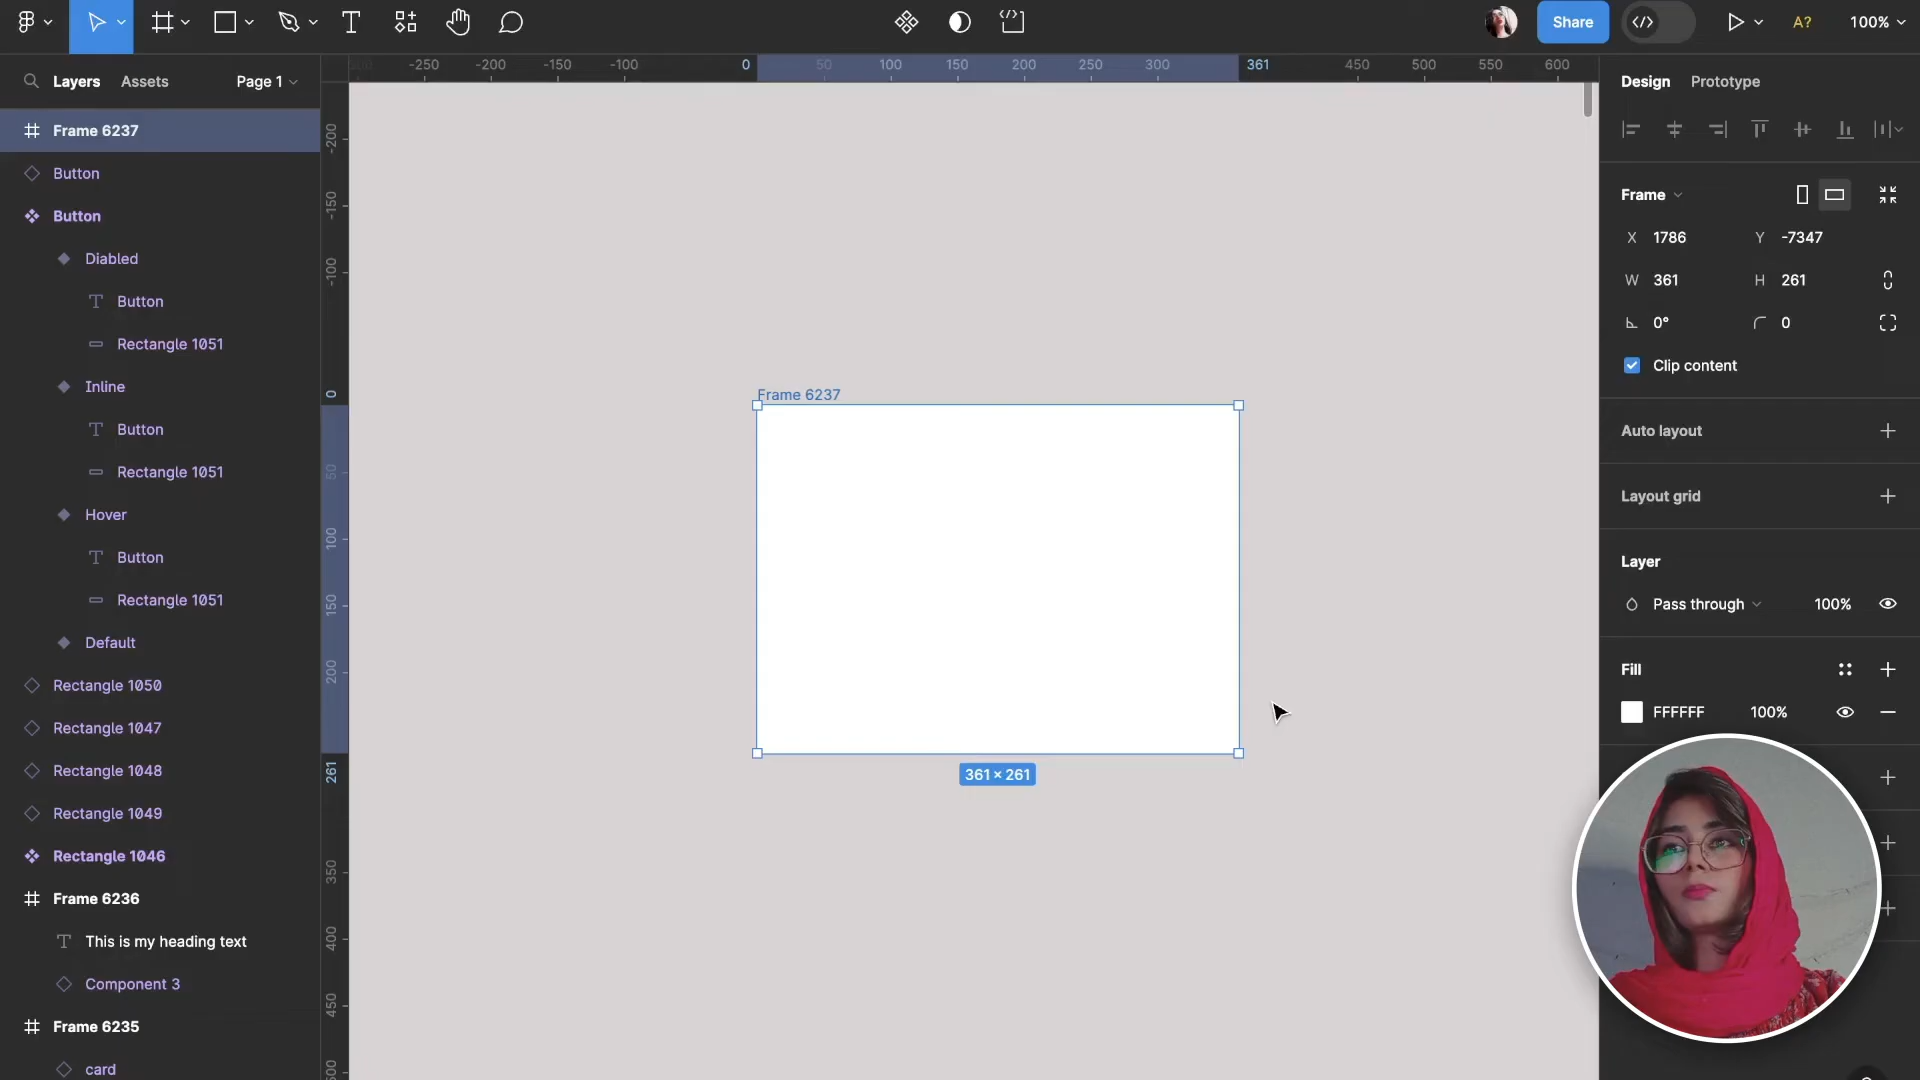 Share
A?
100%
Layers
Assets
Page 1
-250
-200
-150
-100
0
50
100
150
200
250
300
361
450
500
550
600
Design
Prototype
Frame 6237
Button
Button
Diabled
Button
Rectangle 1051
Inline
Button
Rectangle 1051
Hover
Button
Rectangle 1051
Default
Rectangle 1050
Rectangle 1047
Rectangle 1048
Rectangle 1049
Rectangle 1046
Frame 6236
This is my heading text
Component 3
Frame 6235
card
-200
-150
-100
0
50
100
150
200
261
350
400
450
Frame 6237
361 × 261
Frame
X 1786
Y -7347
W 361
H 261
0°
0
Clip content
Auto layout
Layout grid
Layer
Pass through
100%
Fill
FFFFFF
100%